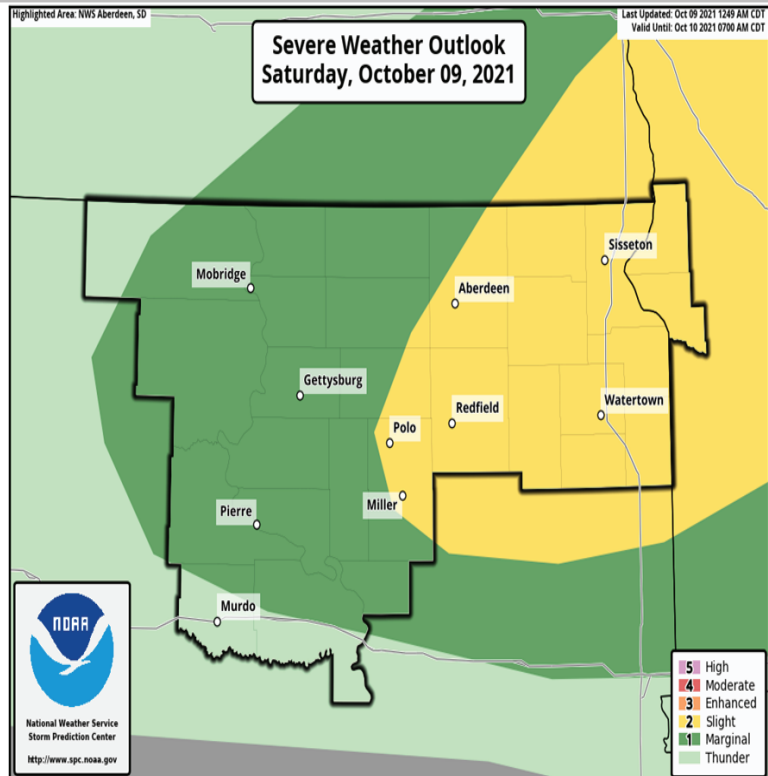 Highlighted Area: NWS Aberdeen, SD
Last Updated: Oct 09 2021 1249 AM CDT
Valid Until: Oct 10 2021 0700 AM CDT
Severe Weather Outlook
Saturday, October 09, 2021
Sisseton
Mobridge
Aberdeen
Gettysburg
Watertown
Redfield
Polo
Miller
Pierre
Murdo
NOAA
National Weather Service
Storm Prediction Center
http://www.spc.noaa.gov
5 High
4 Moderate
3 Enhanced
2 Slight
1 Marginal
Thunder